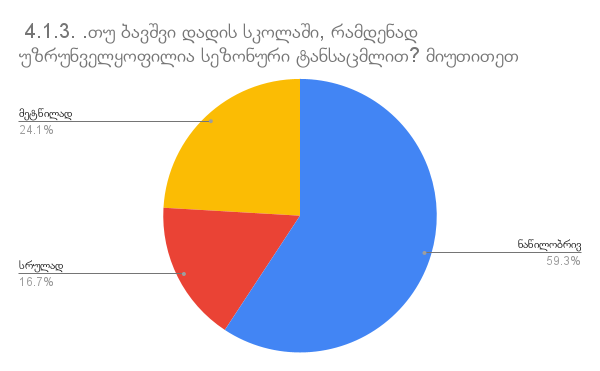 4.1.3. .თუ ბავშვი დადის სკოლაში, რამდენად
უზრუნველყოფილია სეზონური ტანსაცმლით? მიუთითეთ
მეტწილად
24.1%
ნაწილობრივ
59.3%
სრულად
16.7%